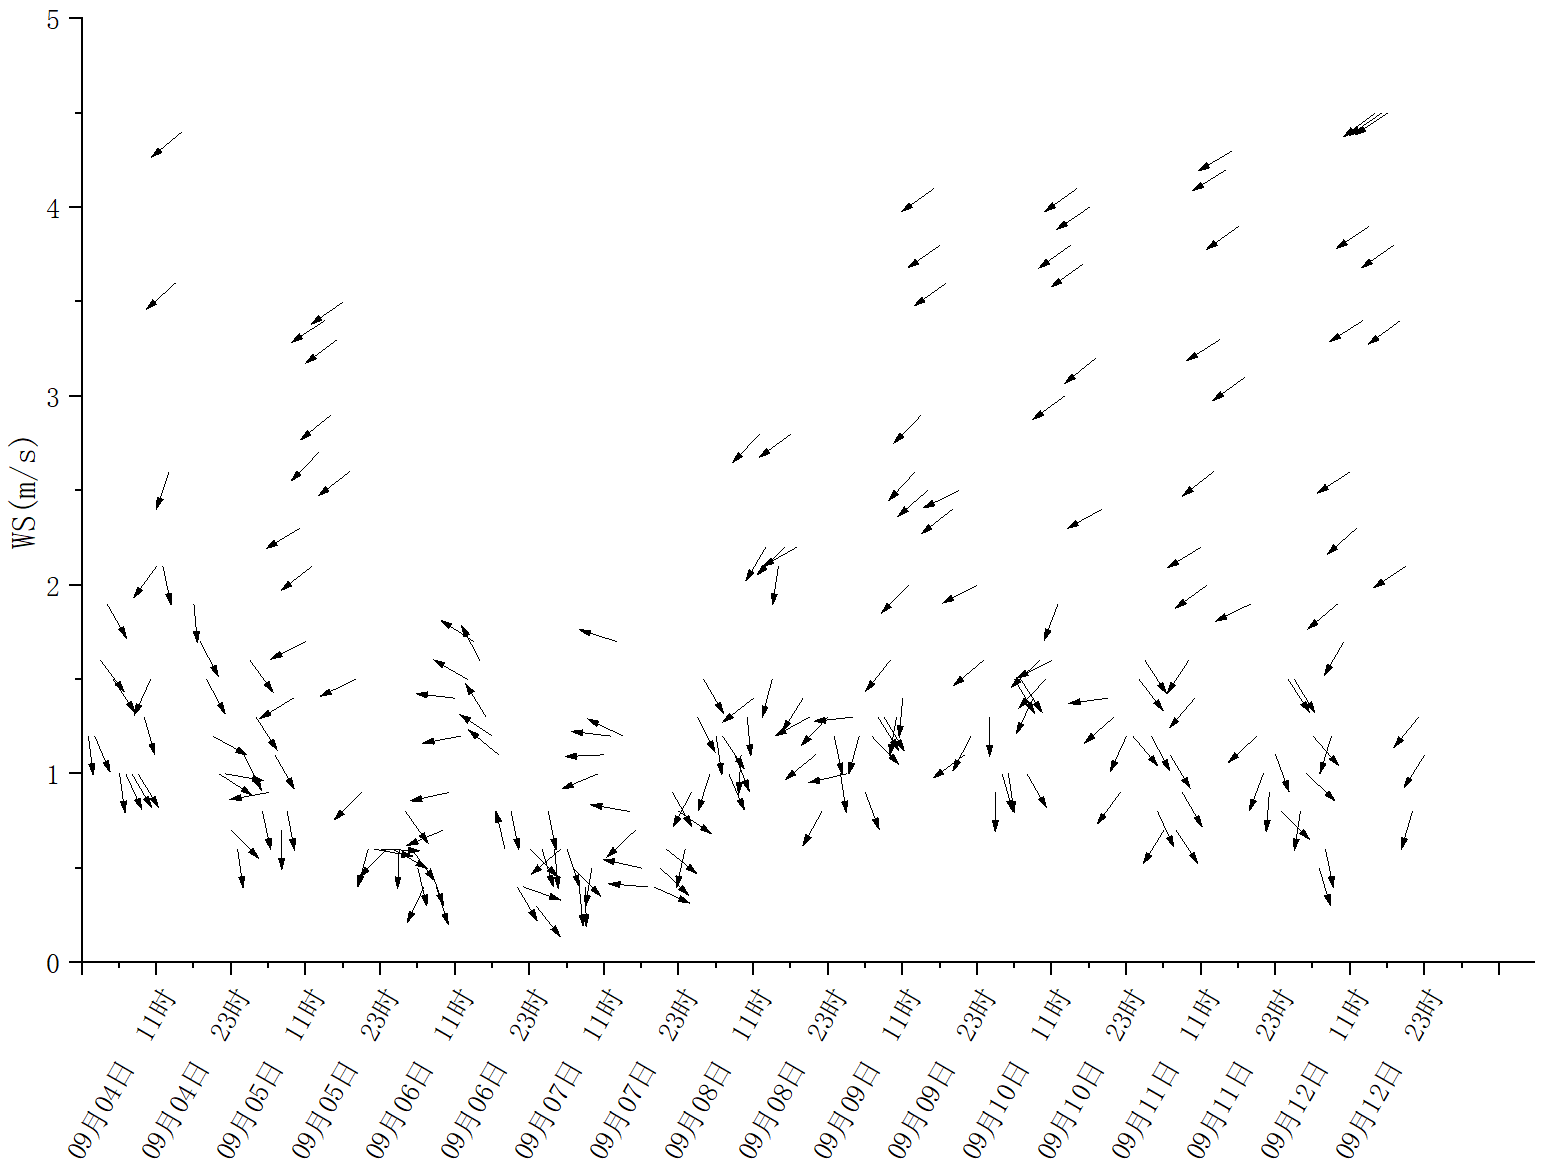 5
4
3
2
1
0
WS(m/s)
09月04日 11时
09月04日 23时
09月05日 11时
09月05日 23时
09月06日 11时
09月06日 23时
09月07日 11时
09月07日 23时
09月08日 11时
09月08日 23时
09月09日 11时
09月09日 23时
09月10日 11时
09月10日 23时
09月11日 11时
09月11日 23时
09月12日 11时
09月12日 23时